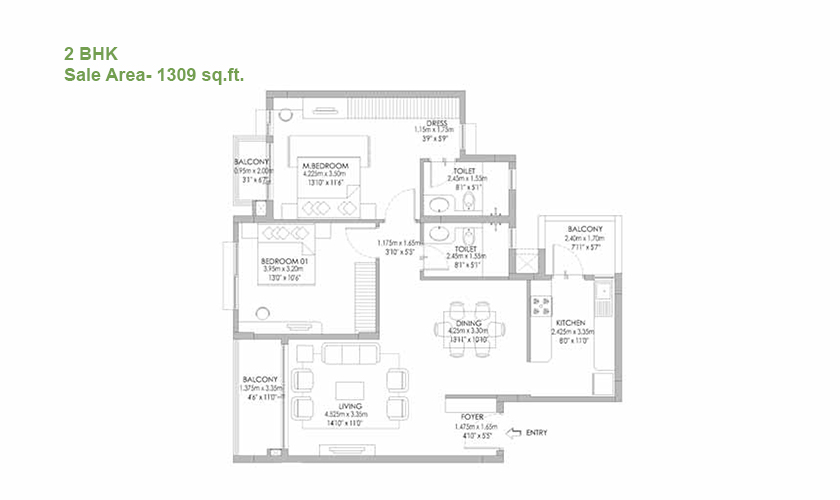 2 BHK
Sale Area- 1309 sq.ft.
DRESS
1.15m x 1.75m
3'9" x 5'9"
BALCONY
0.95m x 2.00m
3'1" x 6'7"
M.BEDROOM
4.225m x 3.50m
13'10" x 11'6"
TOILET
2.45m x 1.55m
8'1" x 5'1"
1.175m x 1.65m
3'10" x 5'5"
TOILET
2.45m x 1.55m
8'1" x 5'1"
BALCONY
2.40m x 1.70m
7'11" x 5'7"
BEDROOM 01
3.95m x 3.20m
13'0" x 10'6"
DINING
4.25m x 3.30m
13'11" x 10'10"
KITCHEN
2.425m x 3.35m
8'0" x 11'0"
BALCONY
1.375m x 3.35m
4'6" x 11'0"
LIVING
4.525m x 3.35m
14'10" x 11'0"
FOYER
1.475m x 1.65m
4'10" x 5'5"
ENTRY